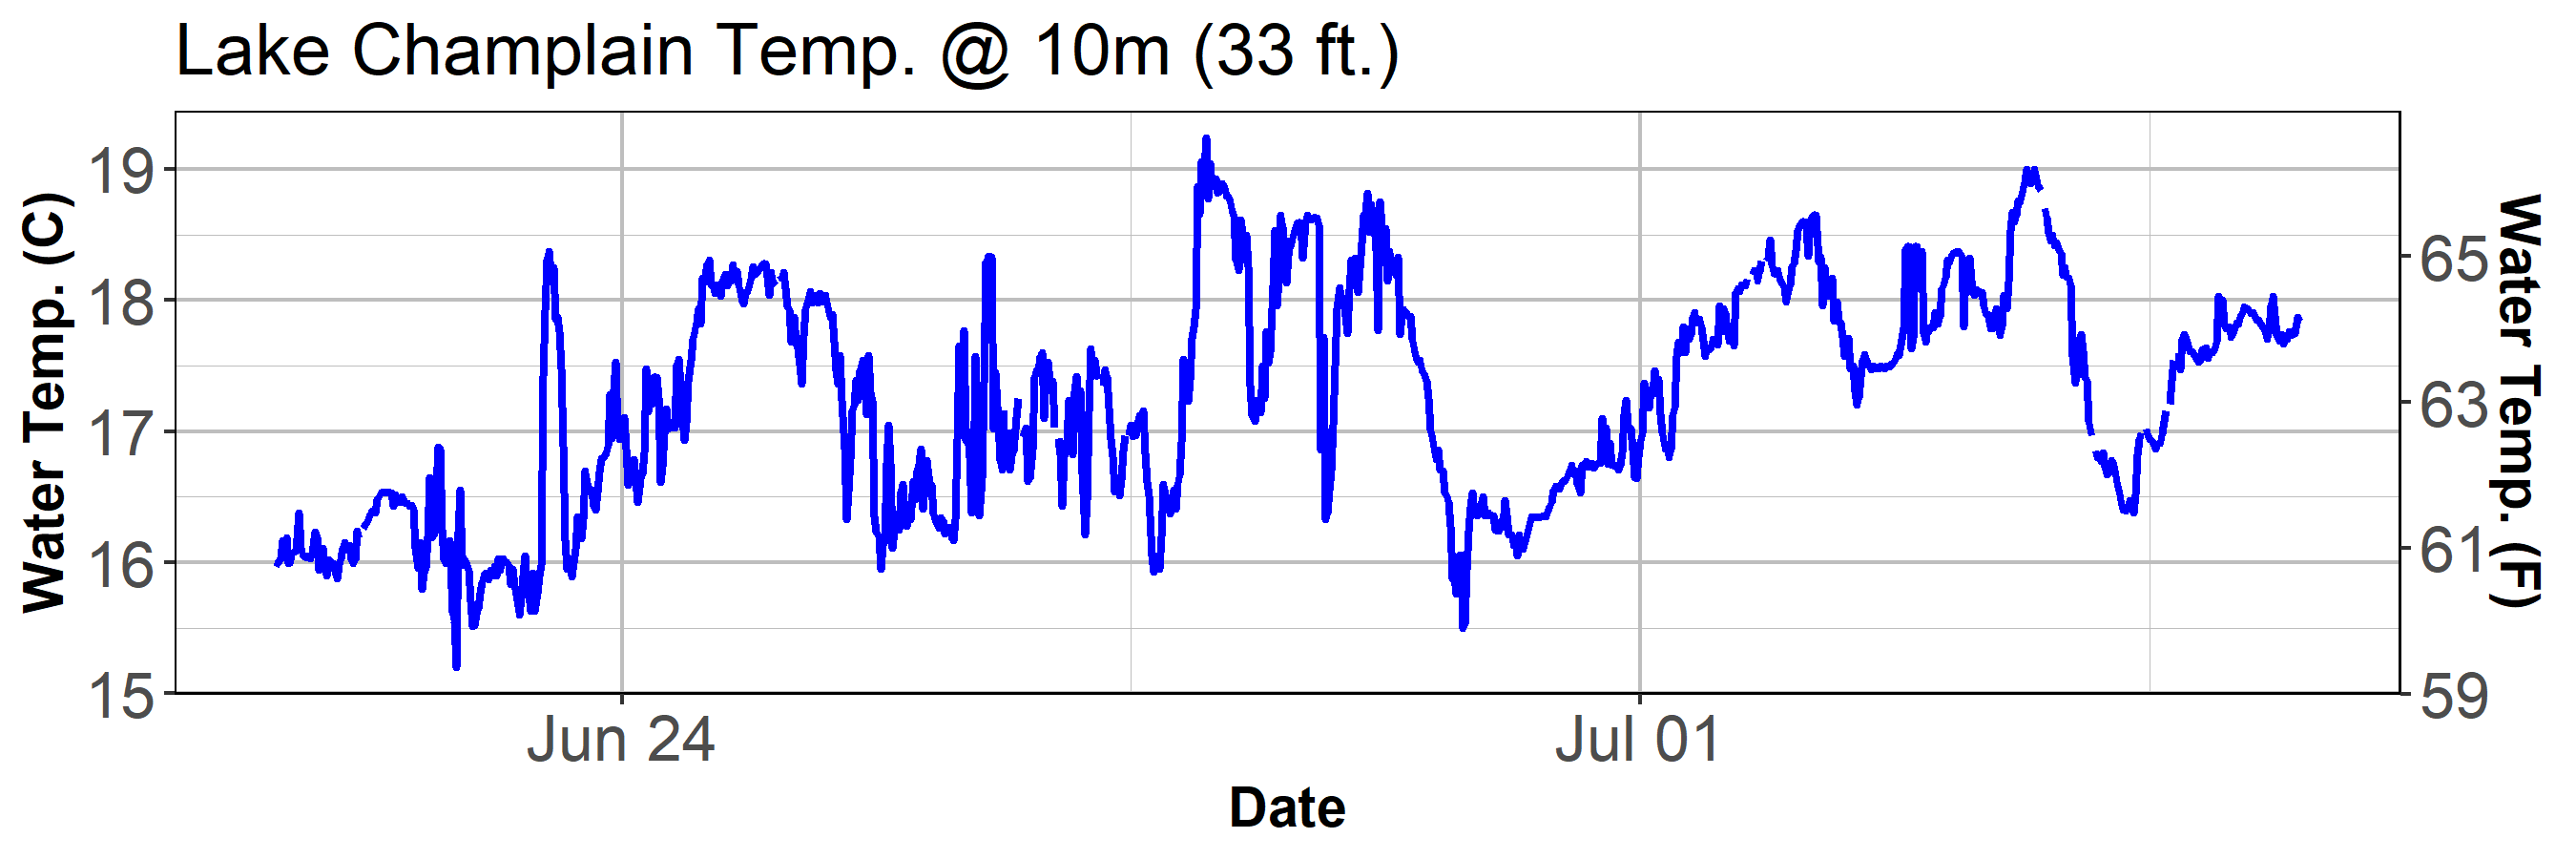 Lake Champlain Temp. @ 10m (33 ft.)
Water Temp. (C)
19
18
17
16
15
65
63
61
59
Water Temp. (F)
Jun 24
Jul 01
Date